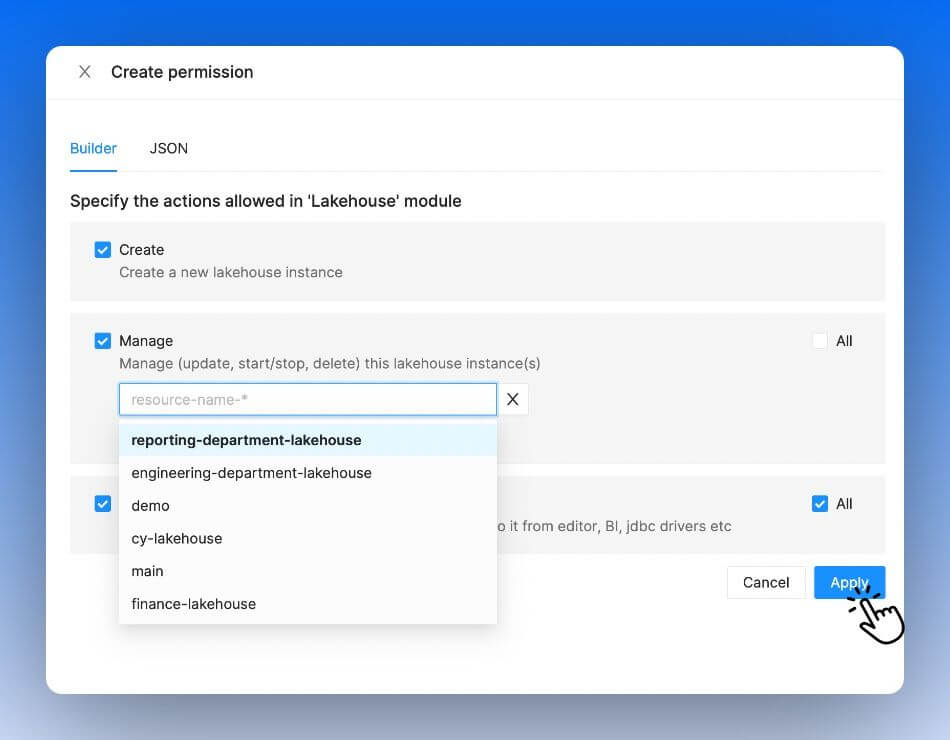 Create permission
Builder JSON
Specify the actions allowed in 'Lakehouse' module
Create
Create a new lakehouse instance
Manage All
Manage (update, start/stop, delete) this lakehouse instance(s)
resource-name-*
reporting-department-lakehouse
engineering-department-lakehouse
demo
All
it from editor, BI, jdbc drivers etc
cy-lakehouse
main
finance-lakehouse
Cancel Apply